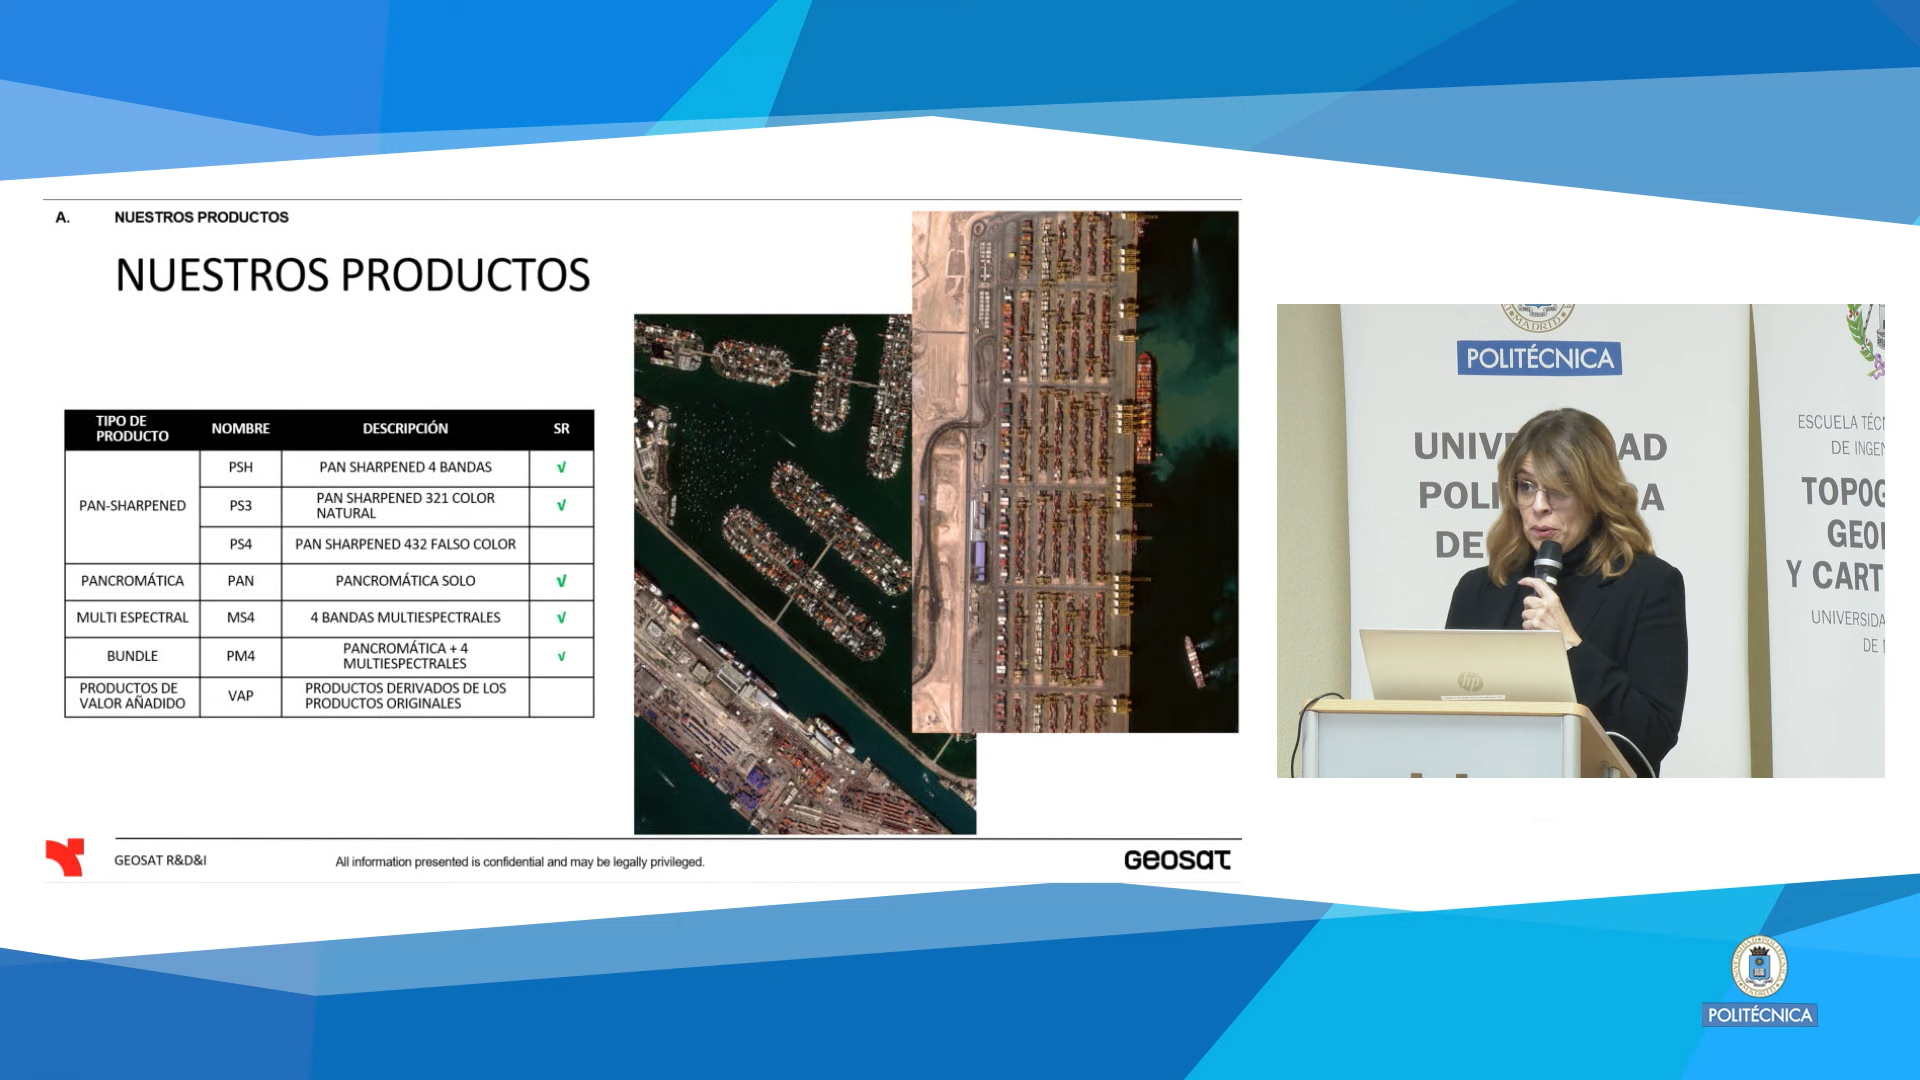 A. NUESTROS PRODUCTOS
NUESTROS PRODUCTOS
TIPO DE PRODUCTO NOMBRE DESCRIPCIÓN SR
PAN-SHARPENED PSH PAN SHARPENED 4 BANDAS √
PS3 PAN SHARPENED 321 COLOR NATURAL √
PS4 PAN SHARPENED 432 FALSO COLOR
PANCROMÁTICA PAN PANCROMÁTICA SOLO √
MULTI ESPECTRAL MS4 4 BANDAS MULTIESPECTRALES √
BUNDLE PM4 PANCROMÁTICA + 4 MULTIESPECTRALES √
PRODUCTOS DE VALOR AÑADIDO VAP PRODUCTOS DERIVADOS DE LOS PRODUCTOS ORIGINALES
GEOSAT R&D&I
All information presented is confidential and may be legally privileged.
GEOSAT
MADRID
POLITÉCNICA
UNIV AD
POLI A
DE
ESCUELA TÉC
DE INGEN
TOPOG
GEO
Y CART
UNIVERSIDA
DE
hp
POLITÉCNICA